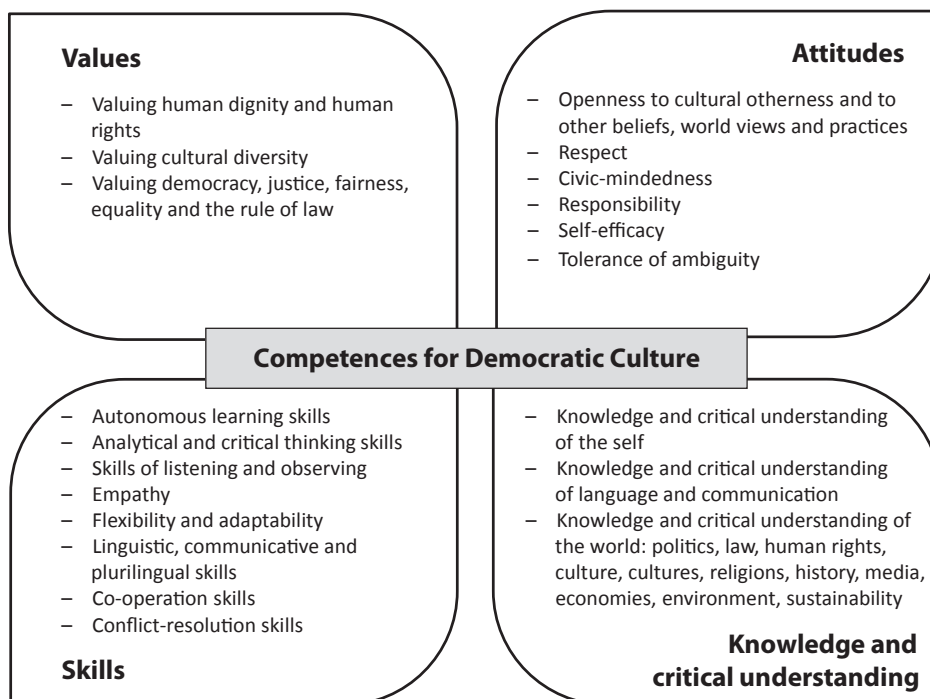 Values
– Valuing human dignity and human
rights
– Valuing cultural diversity
– Valuing democracy, justice, fairness,
equality and the rule of law
Attitudes
– Openness to cultural otherness and to
other beliefs, world views and practices
– Respect
– Civic-mindedness
– Responsibility
– Self-efficacy
– Tolerance of ambiguity
Competences for Democratic Culture
– Autonomous learning skills
– Analytical and critical thinking skills
– Skills of listening and observing
– Empathy
– Flexibility and adaptability
– Linguistic, communicative and
plurilingual skills
– Co-operation skills
– Conflict-resolution skills
Skills
– Knowledge and critical understanding
of the self
– Knowledge and critical understanding
of language and communication
– Knowledge and critical understanding of
the world: politics, law, human rights,
culture, cultures, religions, history, media,
economies, environment, sustainability
Knowledge and
critical understanding